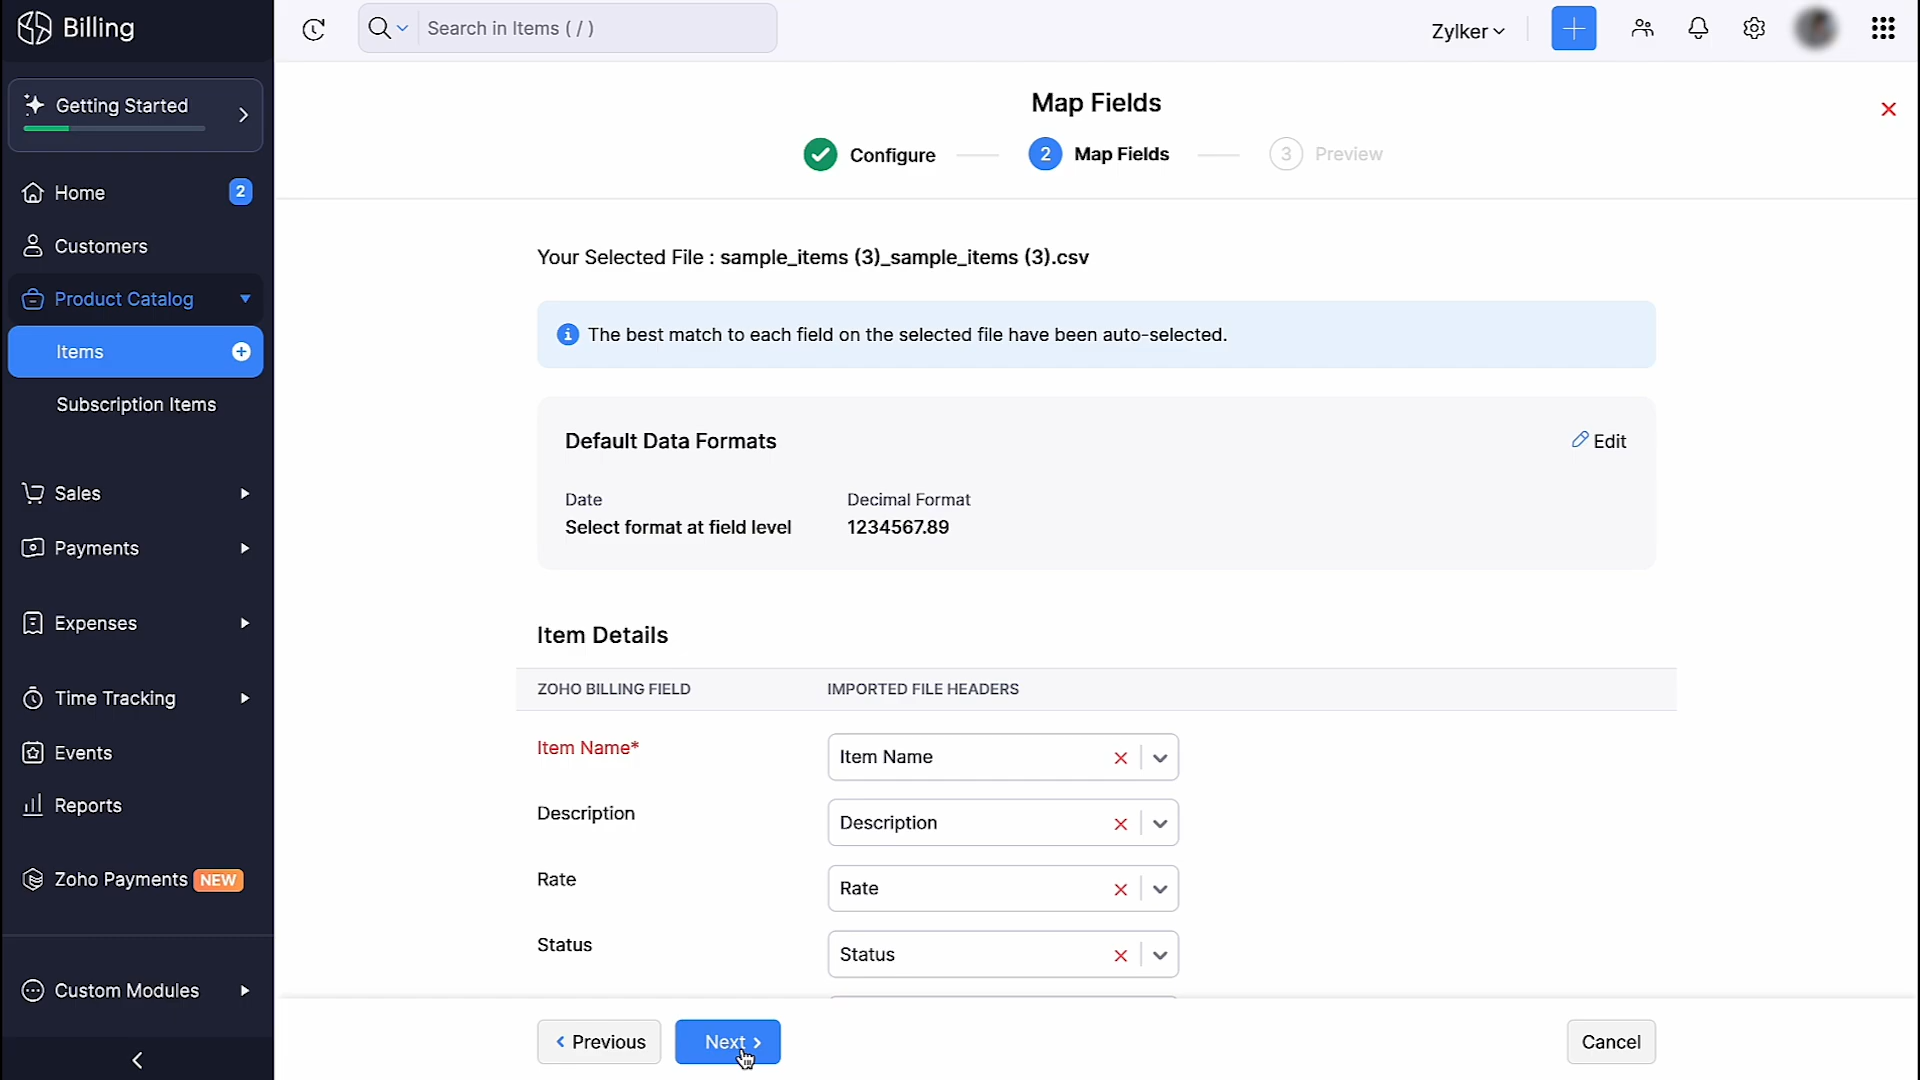 Billing
Search in Items ( / )
Zylker
Getting Started
Map Fields
Configure
2 Map Fields
3 Preview
Home 2
Customers
Product Catalog
Items
Subscription Items
Sales
Payments
Expenses
Time Tracking
Events
Reports
Zoho Payments NEW
Custom Modules
Your Selected File : sample_items (3)_sample_items (3).csv
The best match to each field on the selected file have been auto-selected.
Default Data Formats
Edit
Date Decimal Format
Select format at field level 1234567.89
Item Details
ZOHO BILLING FIELD IMPORTED FILE HEADERS
Item Name* Item Name
Description Description
Rate Rate
Status Status
Previous Next Cancel